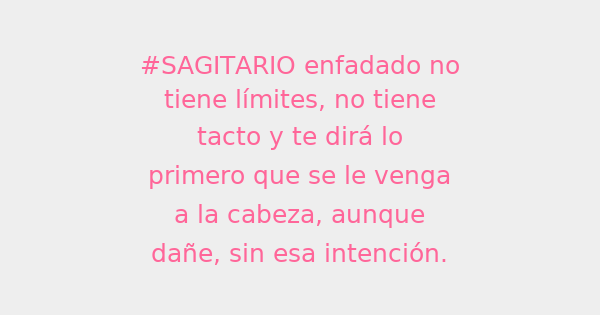 #SAGITARIO enfadado no
tiene límites, no tiene
tacto y te dirá lo
primero que se le venga
a la cabeza, aunque
dañe, sin esa intención.